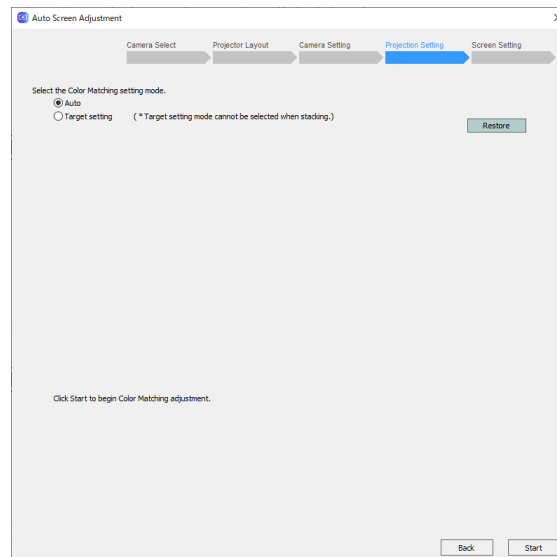 Auto Screen Adjustment
Camera Select Projector Layout Camera Setting Projection Setting Screen Setting
Select the Color Matching setting mode.
Auto
Target setting ( * Target setting mode cannot be selected when stacking.)
Restore
Click Start to begin Color Matching adjustment.
Back Start